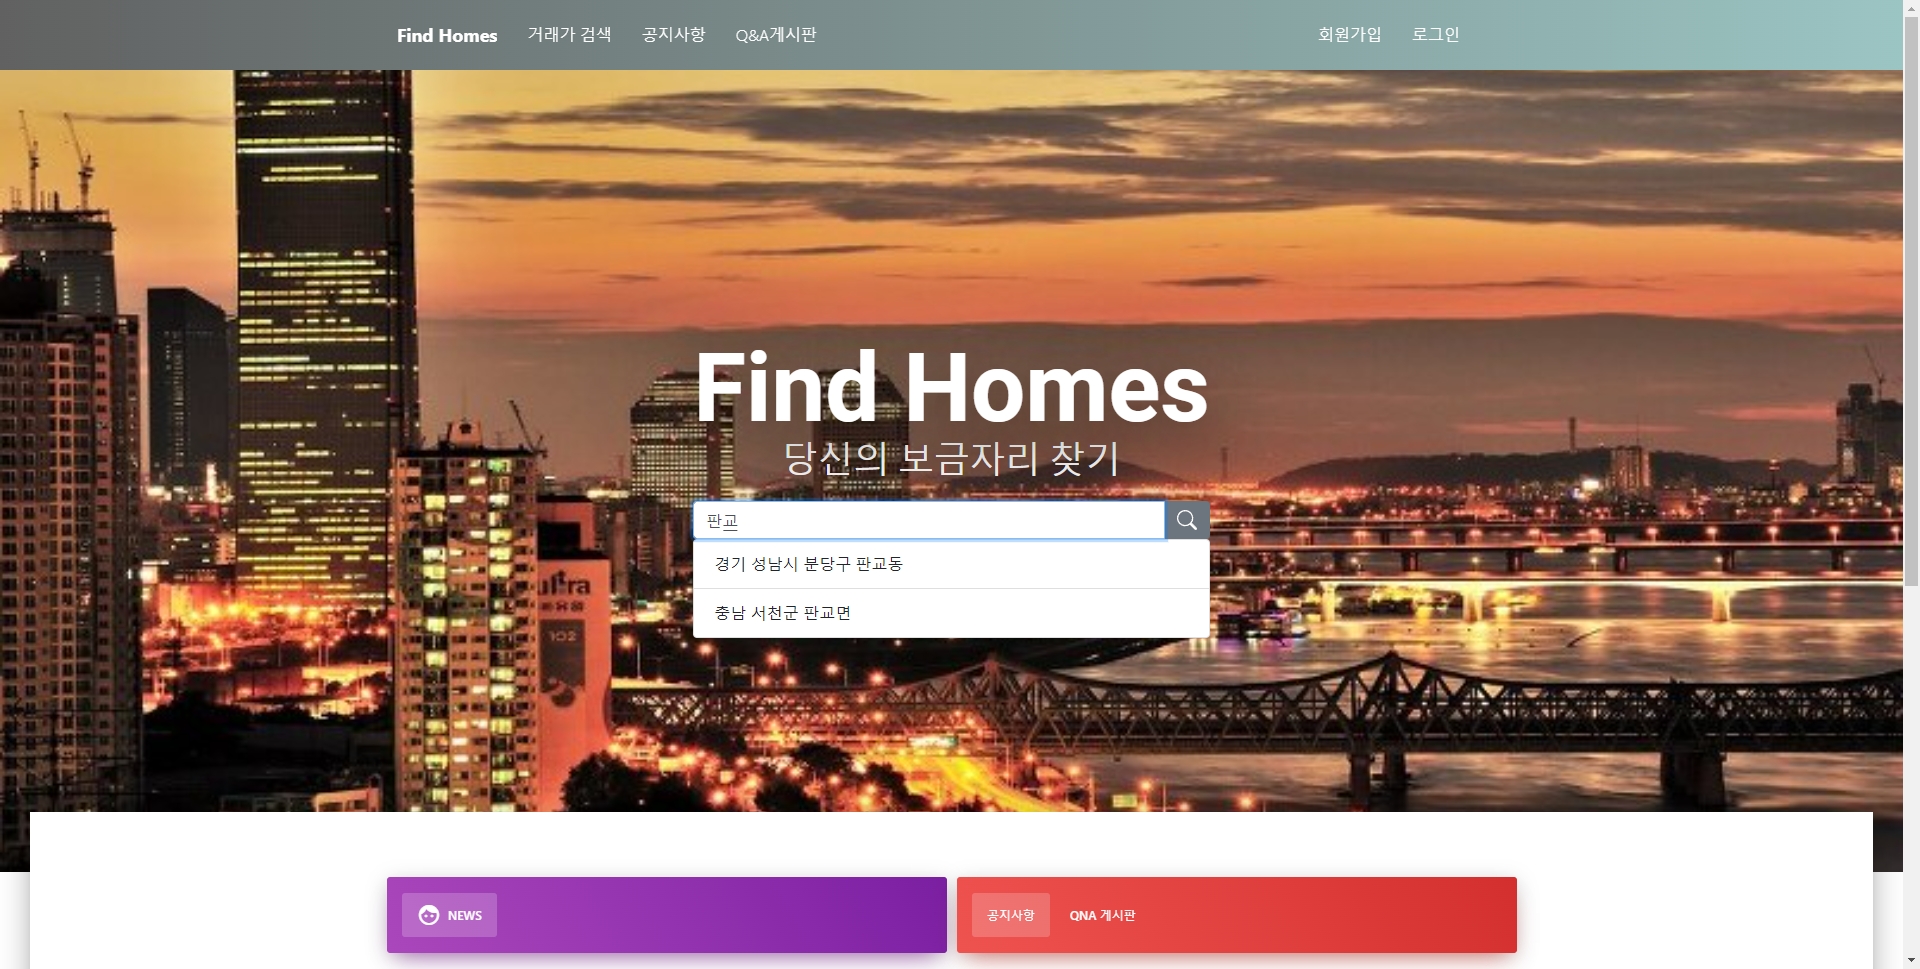 Find Homes 거래가 검색 공지사항 Q&A게시판 회원가입 로그인
Find Homes
당신의 보금자리 찾기
판교
경기 성남시 분당구 판교동
충남 서천군 판교면
102
NEWS
공지사항 QNA 게시판